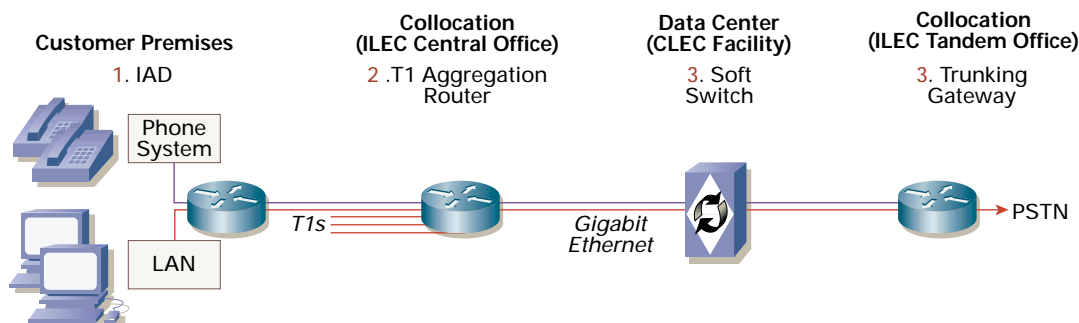 Customer Premises
1. IAD
Collocation
(ILEC Central Office)
2 .T1 Aggregation
Router
Data Center
(CLEC Facility)
3. Soft
Switch
Collocation
(ILEC Tandem Office)
3. Trunking
Gateway
Phone
System
LAN
T1s
Gigabit
Ethernet
PSTN